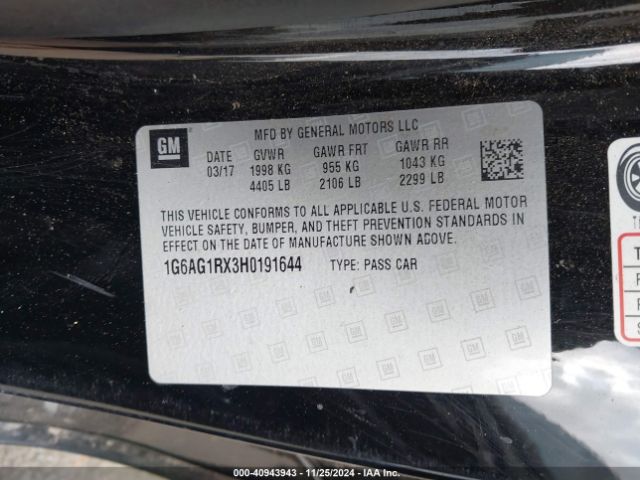 GM
MFD BY GENERAL MOTORS LLC
DATE GVWR GAWR FRT GAWR RR
03/17 1998 KG 955 KG 1043 KG
4405 LB 2106 LB 2299 LB
THIS VEHICLE CONFORMS TO ALL APPLICABLE U.S. FEDERAL MOTOR
VEHICLE SAFETY, BUMPER, AND THEFT PREVENTION STANDARDS IN
EFFECT ON THE DATE OF MANUFACTURE SHOWN ABOVE.
1G6AG1RX3H0191644 TYPE: PASS CAR
Stock: 40943943 - 11/25/2024 - IAA Inc.